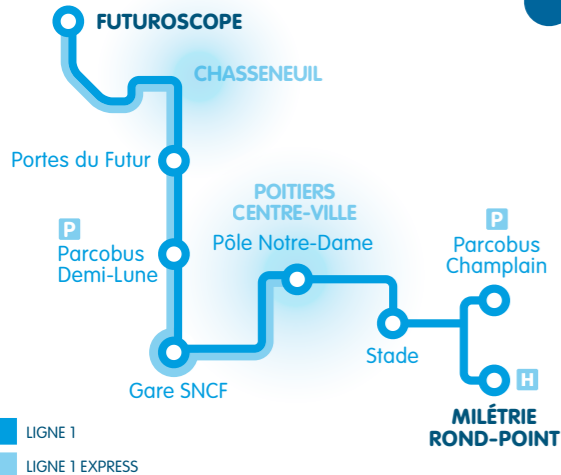 FUTUROSCOPE
CHASSENEUIL
Portes du Futur
P
Parcobus
Demi-Lune
POITIERS
CENTRE-VILLE
Pôle Notre-Dame
P
Parcobus
Champlain
Stade
Gare SNCF
H
MILÉTRIE
ROND-POINT
LIGNE 1
LIGNE 1 EXPRESS